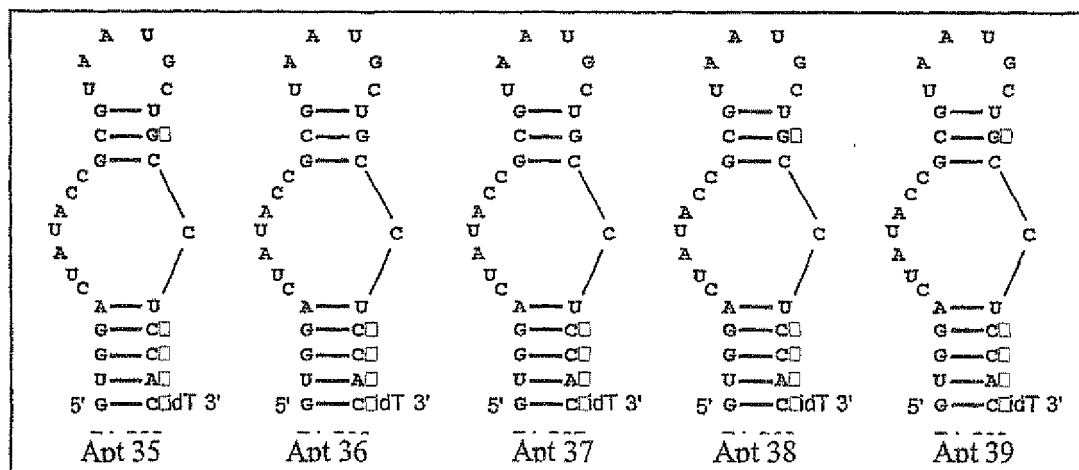 A U A U A U A U A U
A G A G A G A G A G
U C U C U C U C U C
G U G U G U G U G U
C G□ C G C G C G□ C G□
G C G C G C G C G C
C C C C C
C C C C C
A A A A A
U C U C U C U C U C
A A A A A
U U U U U
C C C C C
A U A U A U A U A U
G C□ G C□ G C□ G C□ G C□
G C□ G C□ G C□ G C□ G C□
U A□ U A□ U A□ U A□ U A□
5' G C□idT 3' 5' G C□idT 3' 5' G C□idT 3' 5' G C□idT 3' 5' G C□idT 3'
Apt 35 Apt 36 Apt 37 Apt 38 Apt 39